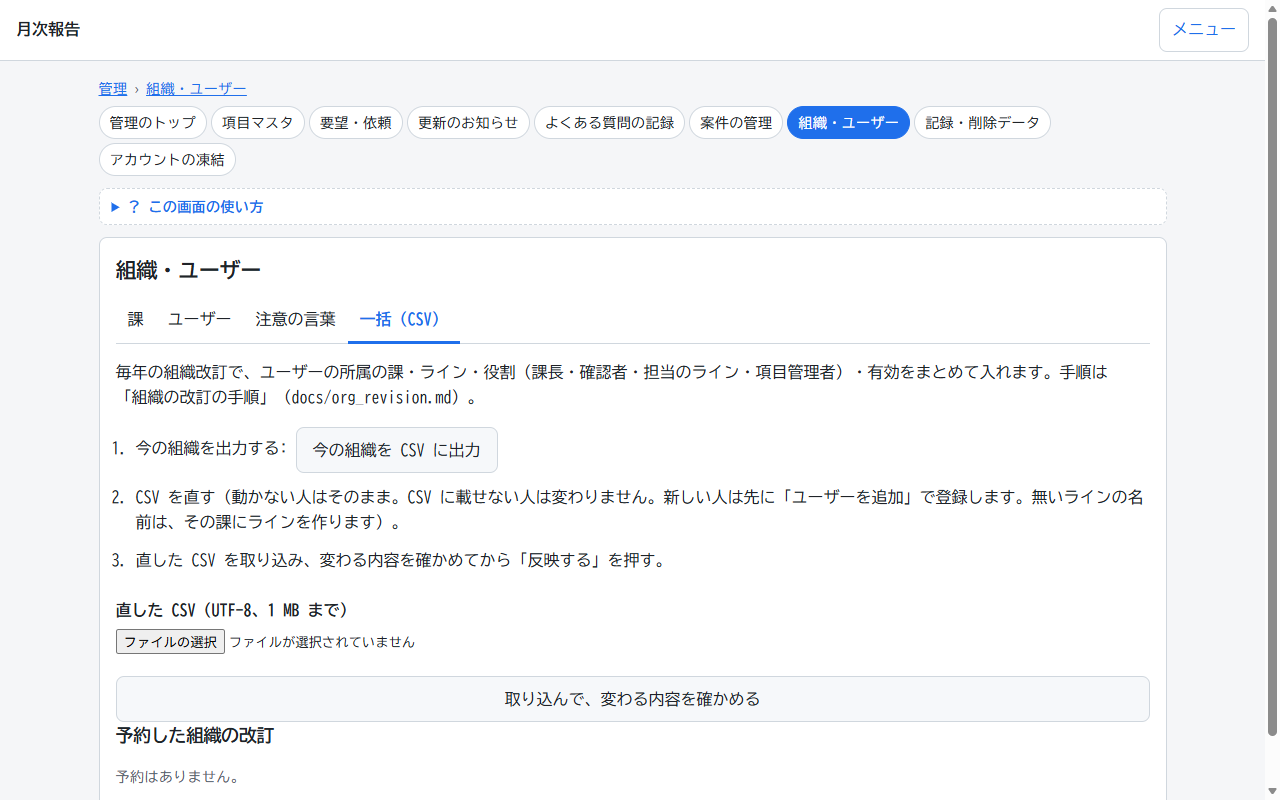 月次報告
メニュー
管理 › 組織・ユーザー
管理のトップ 項目マスタ 要望・依頼 更新のお知らせ よくある質問の記録 案件の管理 組織・ユーザー 記録・削除データ
アカウントの凍結
▶ ? この画面の使い方
組織・ユーザー
課 ユーザー 注意の言葉 一括（CSV）
毎年の組織改訂で、ユーザーの所属の課・ライン・役割（課長・確認者・担当のライン・項目管理者）・有効をまとめて入れます。手順は
「組織の改訂の手順」（docs/org_revision.md）。
1. 今の組織を出力する: 今の組織を CSV に出力
2. CSV を直す（動かない人はそのまま。CSV に載せない人は変わりません。新しい人は先に「ユーザーを追加」で登録します。無いラインの名
前は、その課にラインを作ります）。
3. 直した CSV を取り込み、変わる内容を確かめてから「反映する」を押す。
直した CSV（UTF-8、1 MB まで）
ファイルの選択 ファイルが選択されていません
取り込んで、変わる内容を確かめる
予約した組織の改訂
予約はありません。